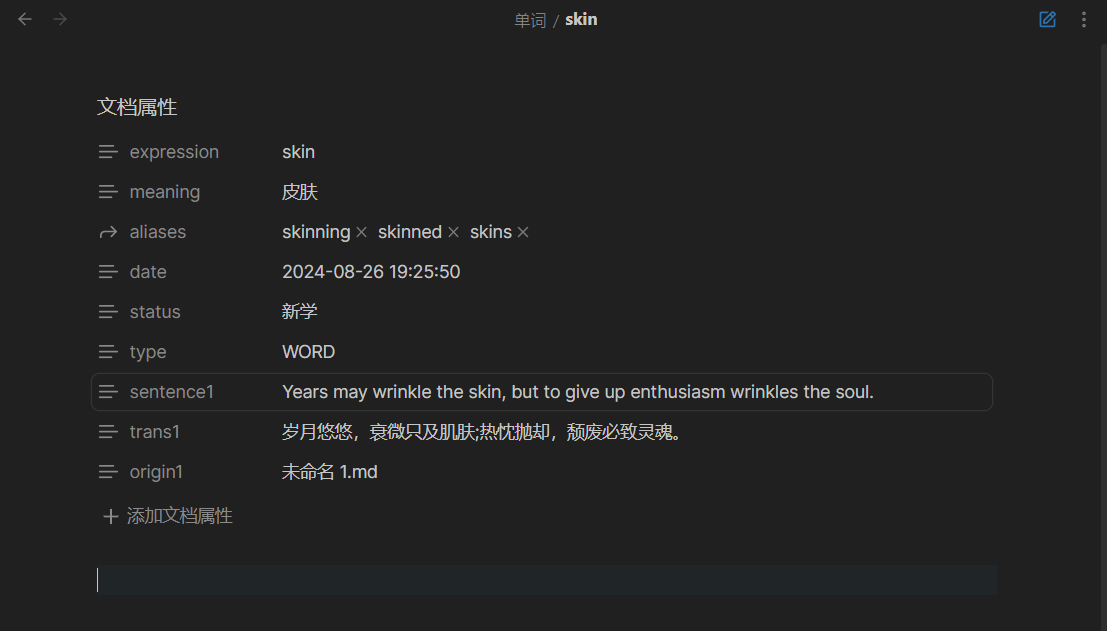 单词 / skin
文档属性
expression skin
meaning 皮肤
aliases skinning × skinned × skins ×
date 2024-08-26 19:25:50
status 新学
type WORD
sentence1 Years may wrinkle the skin, but to give up enthusiasm wrinkles the soul.
trans1 岁月悠悠，衰微只及肌肤;热忱抛却，颓废必致灵魂。
origin1 未命名 1.md
+ 添加文档属性